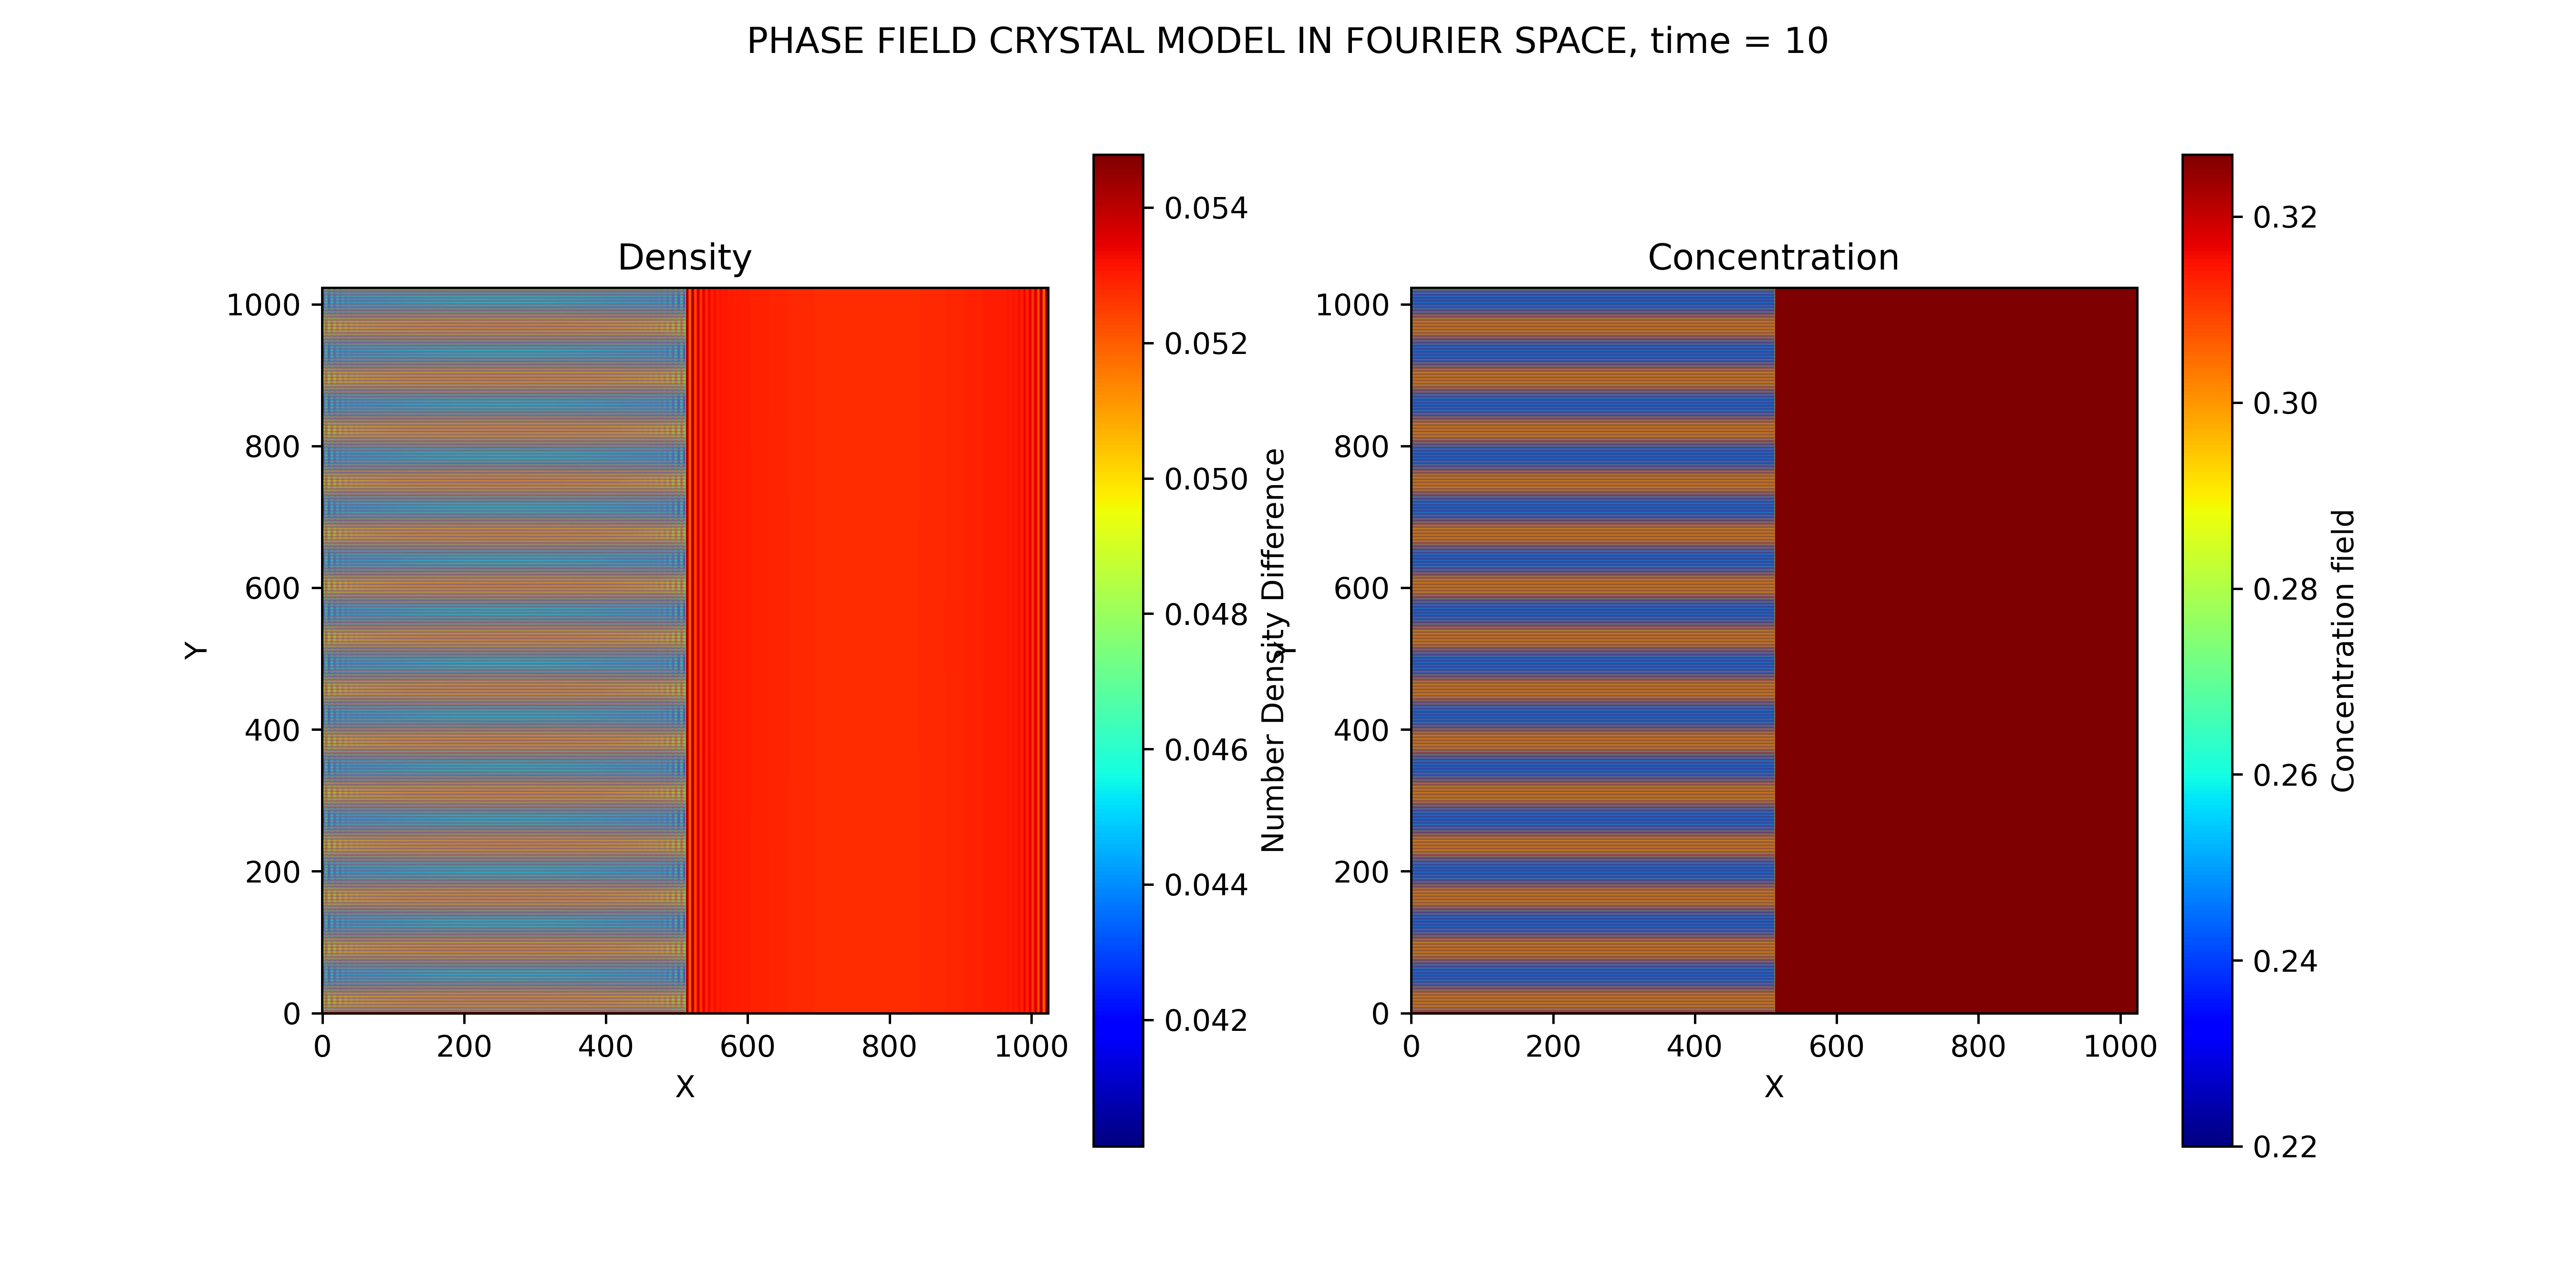 PHASE FIELD CRYSTAL MODEL IN FOURIER SPACE, time = 10
Density
1000
800
600
400
200
0
Y
0 200 400 600 800 1000
X
0.054
0.052
0.050
0.048
0.046
0.044
0.042
Number Density Difference
Concentration
1000
800
600
400
200
0
Y
0 200 400 600 800 1000
X
0.32
0.30
0.28
0.26
0.24
0.22
Concentration field